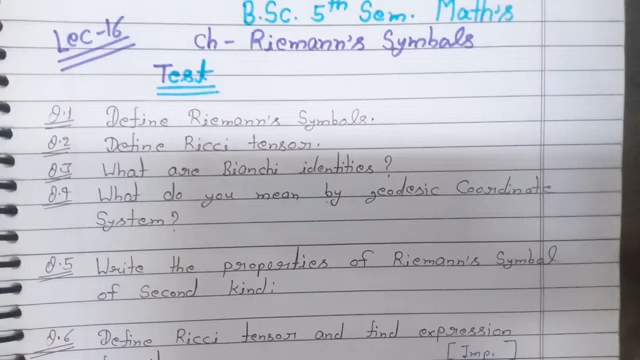 B.Sc. 5th Sem. Math's
Lec-16
Ch - Riemann's Symbals
Test
Q.1 Define Riemann's Symbols.
Q.2 Define Ricci tensor.
Q.3 What are Bianchi identities?
Q.4 What do you mean by geodesic Coordinate
System?
Q.5 Write the properties of Riemann's Symbol
of Second kind:
Q.6 Define Ricci tensor and find expression
[Imp.]